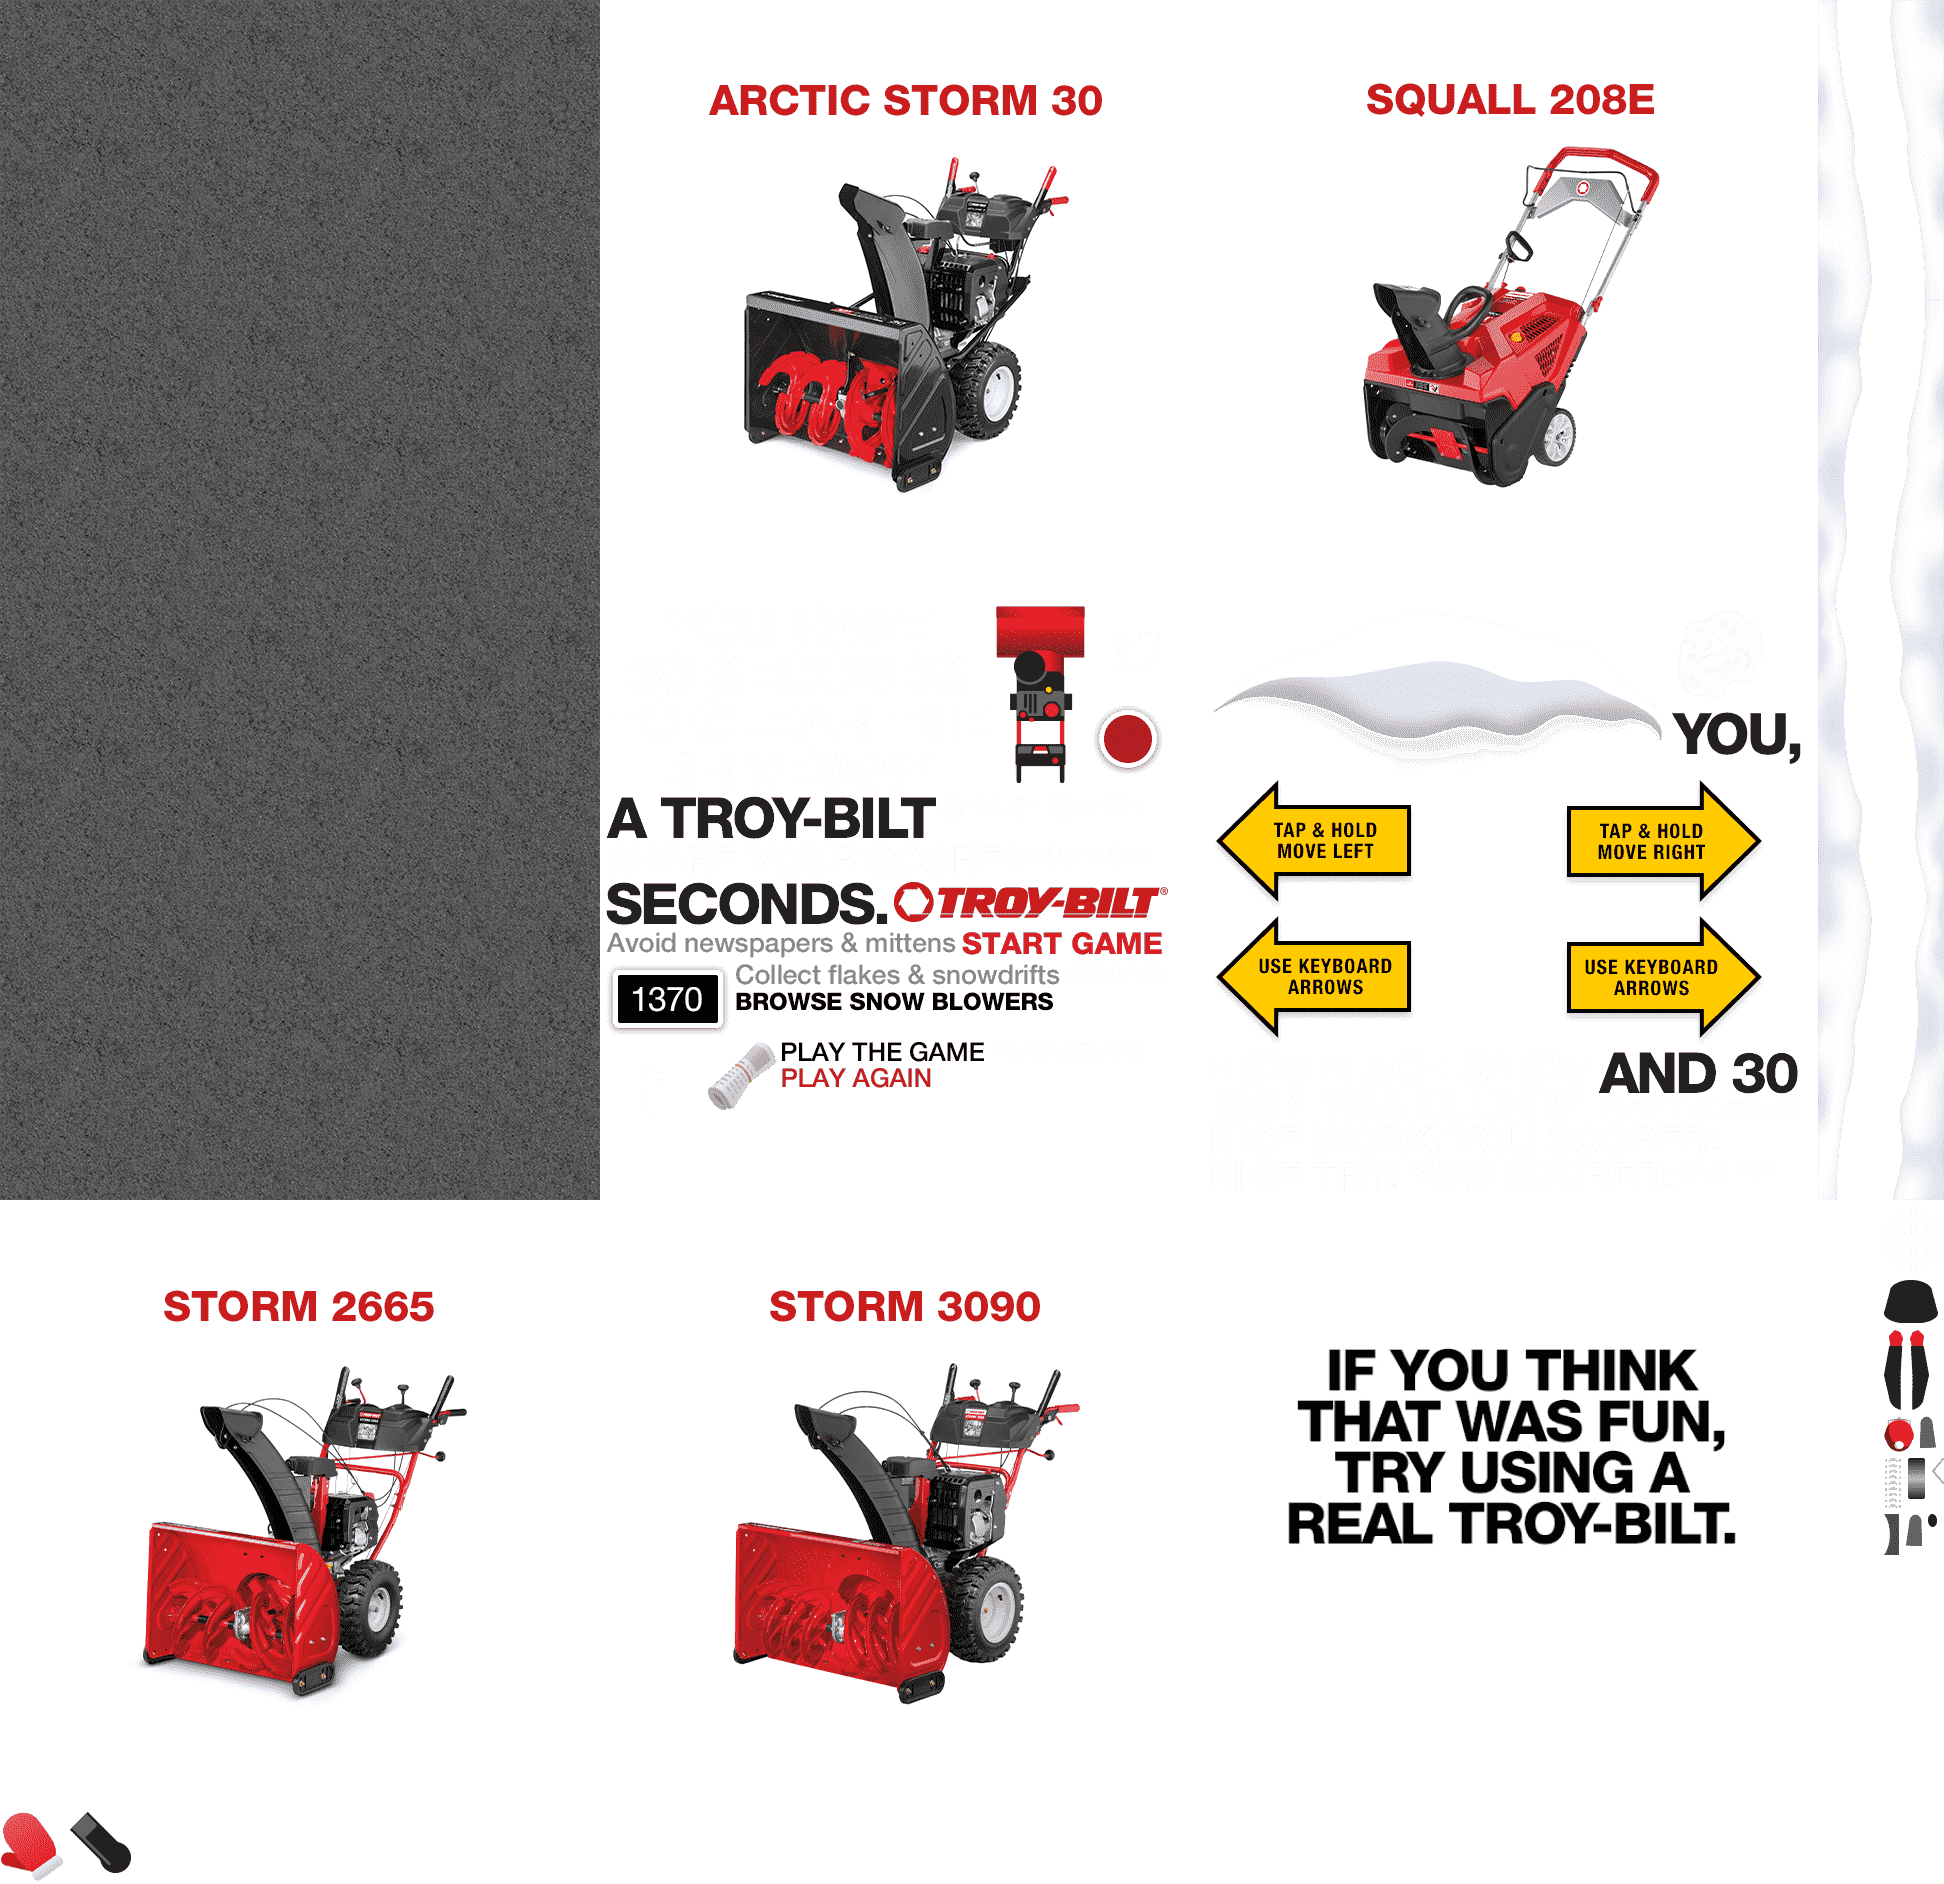 ARCTIC STORM 30
SQUALL 208E
YOU,
A TROY-BILT
TAP & HOLD
MOVE LEFT
TAP & HOLD
MOVE RIGHT
SECONDS.
TROY-BILT®
Avoid newspapers & mittens
START GAME
Collect flakes & snowdrifts
1370
BROWSE SNOW BLOWERS
USE KEYBOARD
ARROWS
USE KEYBOARD
ARROWS
PLAY THE GAME
PLAY AGAIN
AND 30
STORM 2665
STORM 3090
IF YOU THINK
THAT WAS FUN,
TRY USING A
REAL TROY-BILT.